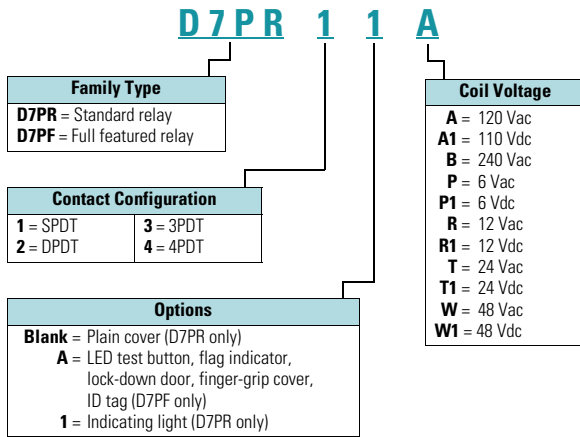 D7PR 1 1 A
Family Type
D7PR = Standard relay
D7PF = Full featured relay
Contact Configuration
1 = SPDT
2 = DPDT
3 = 3PDT
4 = 4PDT
Options
Blank = Plain cover (D7PR only)
A = LED test button, flag indicator,
lock-down door, finger-grip cover,
ID tag (D7PF only)
1 = Indicating light (D7PR only)
Coil Voltage
A = 120 Vac
A1 = 110 Vdc
B = 240 Vac
P = 6 Vac
P1 = 6 Vdc
R = 12 Vac
R1 = 12 Vdc
T = 24 Vac
T1 = 24 Vdc
W = 48 Vac
W1 = 48 Vdc